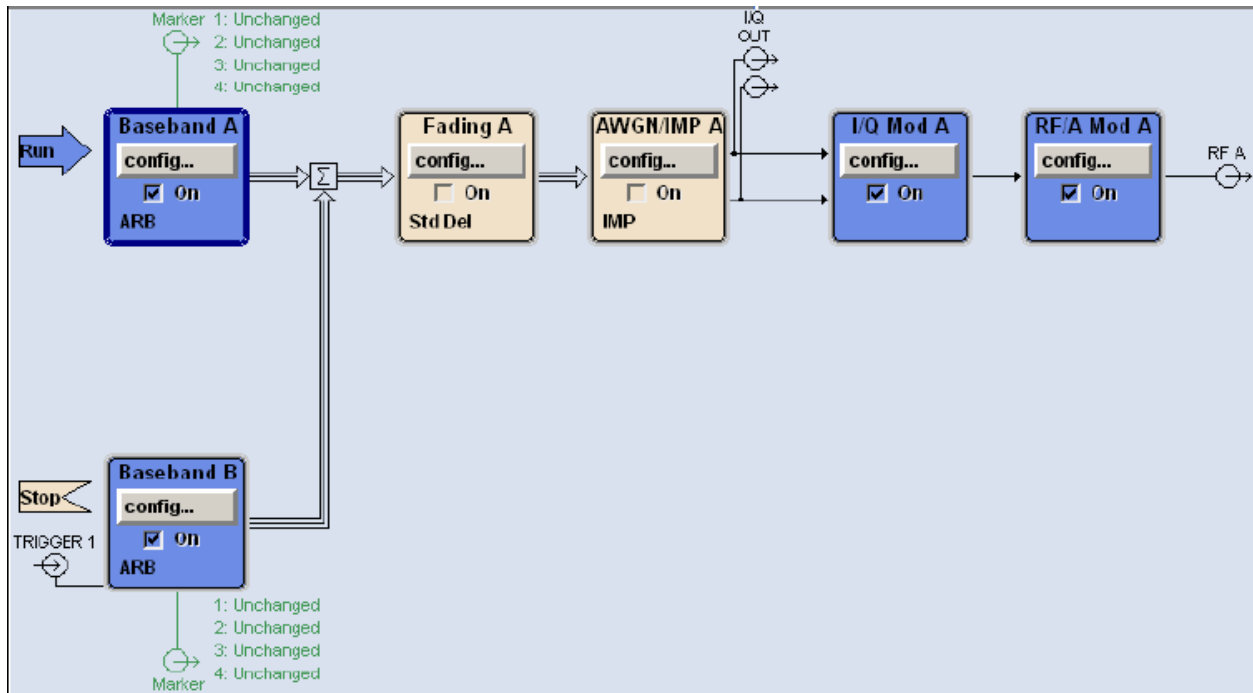 Marker 1: Unchanged
2: Unchanged
3: Unchanged
4: Unchanged
I/Q
OUT
Run
Baseband A
config...
On
ARB
Σ
Fading A
config...
On
Std Del
AWGN/IMP A
config...
On
IMP
I/Q Mod A
config...
On
RF/A Mod A
config...
On
RF A
Stop
TRIGGER 1
Baseband B
config...
On
ARB
1: Unchanged
2: Unchanged
3: Unchanged
4: Unchanged
Marker